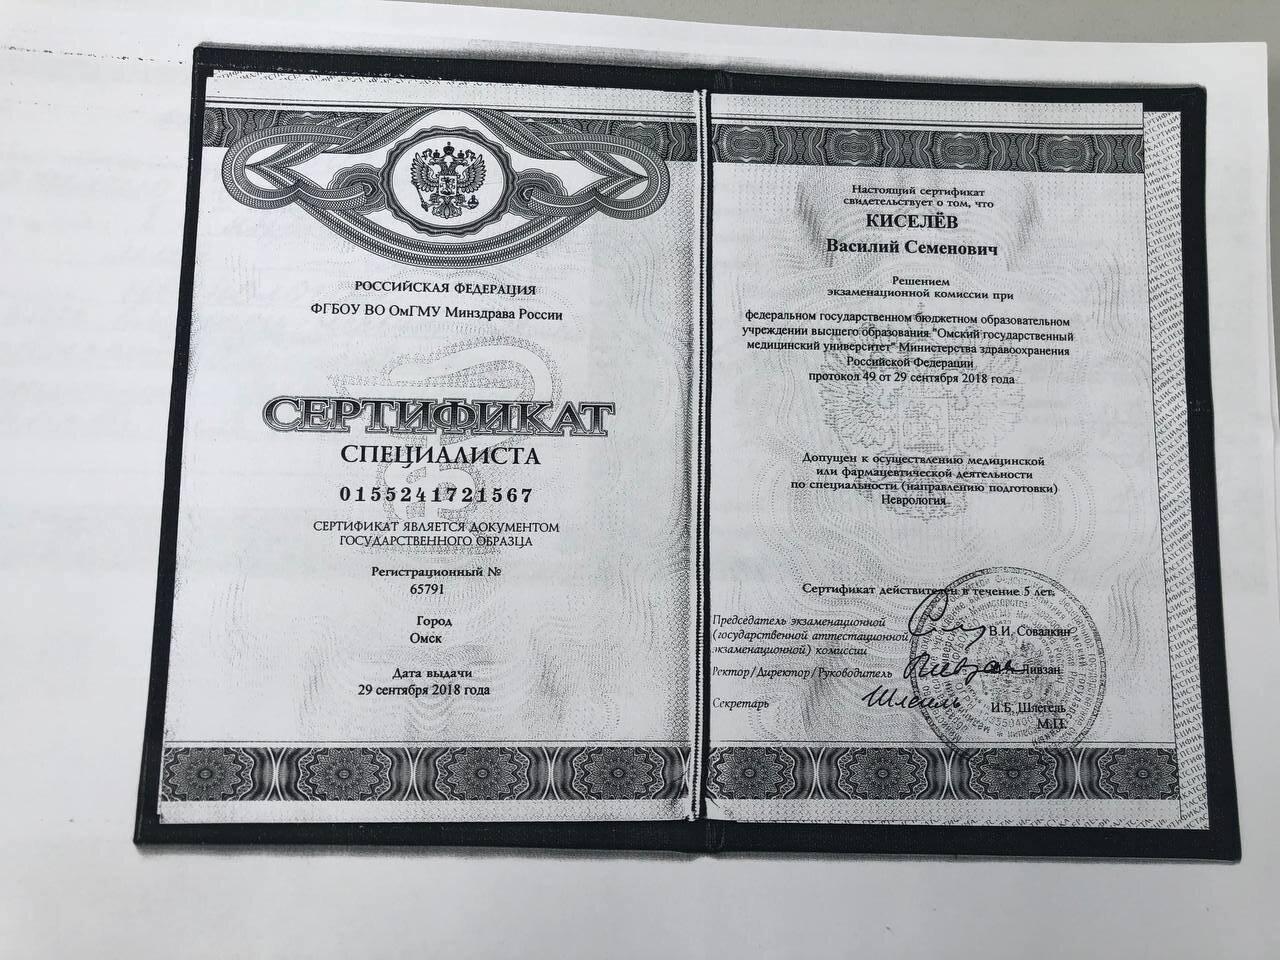 РОССИЙСКАЯ ФЕДЕРАЦИЯ
ФГБОУ ВО ОмГМУ Минздрава России
СЕРТИФИКАТ
СПЕЦИАЛИСТА
0155241721567
СЕРТИФИКАТ ЯВЛЯЕТСЯ ДОКУМЕНТОМ
ГОСУДАРСТВЕННОГО ОБРАЗЦА
Регистрационный №
65791
Город
Омск
Дата выдачи
29 сентября 2018 года
Настоящий сертификат
свидетельствует о том, что
КИСЕЛЁВ
Василий Семенович
Решением
экзаменационной комиссии при
федеральном государственном бюджетном образовательном
учреждении высшего образования "Омский государственный
медицинский университет" Министерства здравоохранения
Российской Федерации
протокол 49 от 29 сентября 2018 года
Допущен к осуществлению медицинской
или фармацевтической деятельности
по специальности (направлению подготовки)
Неврология
Сертификат действителен в течение 5 лет.
Председатель экзаменационной
(государственной аттестационной
экзаменационной) комиссии
В.И. Совалкин
Ректор/Директор/Руководитель
Ливзан
Секретарь
И.Б. Шлегель
М.П.